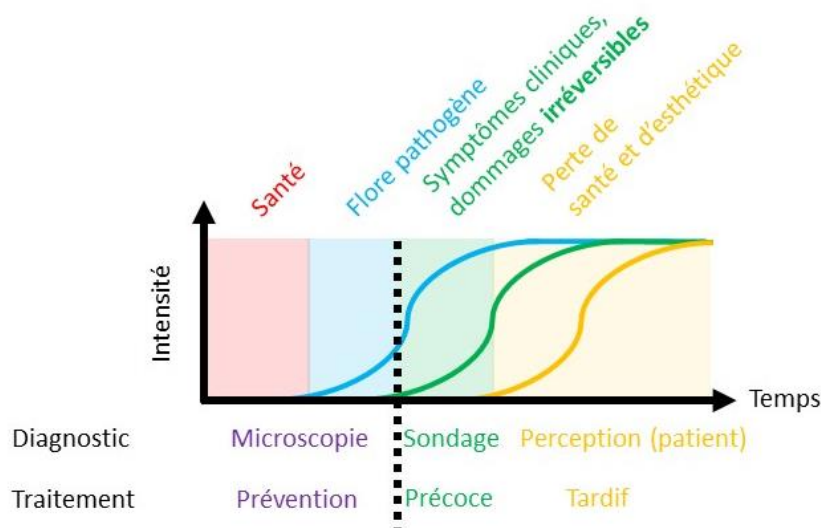 Santé
Flore pathogène
Symptômes cliniques,
dommages irréversibles
Perte de
santé et d'esthétique
Intensité
Temps
Diagnostic Microscopie Sondage Perception (patient)
Traitement Prévention Précoce Tardif